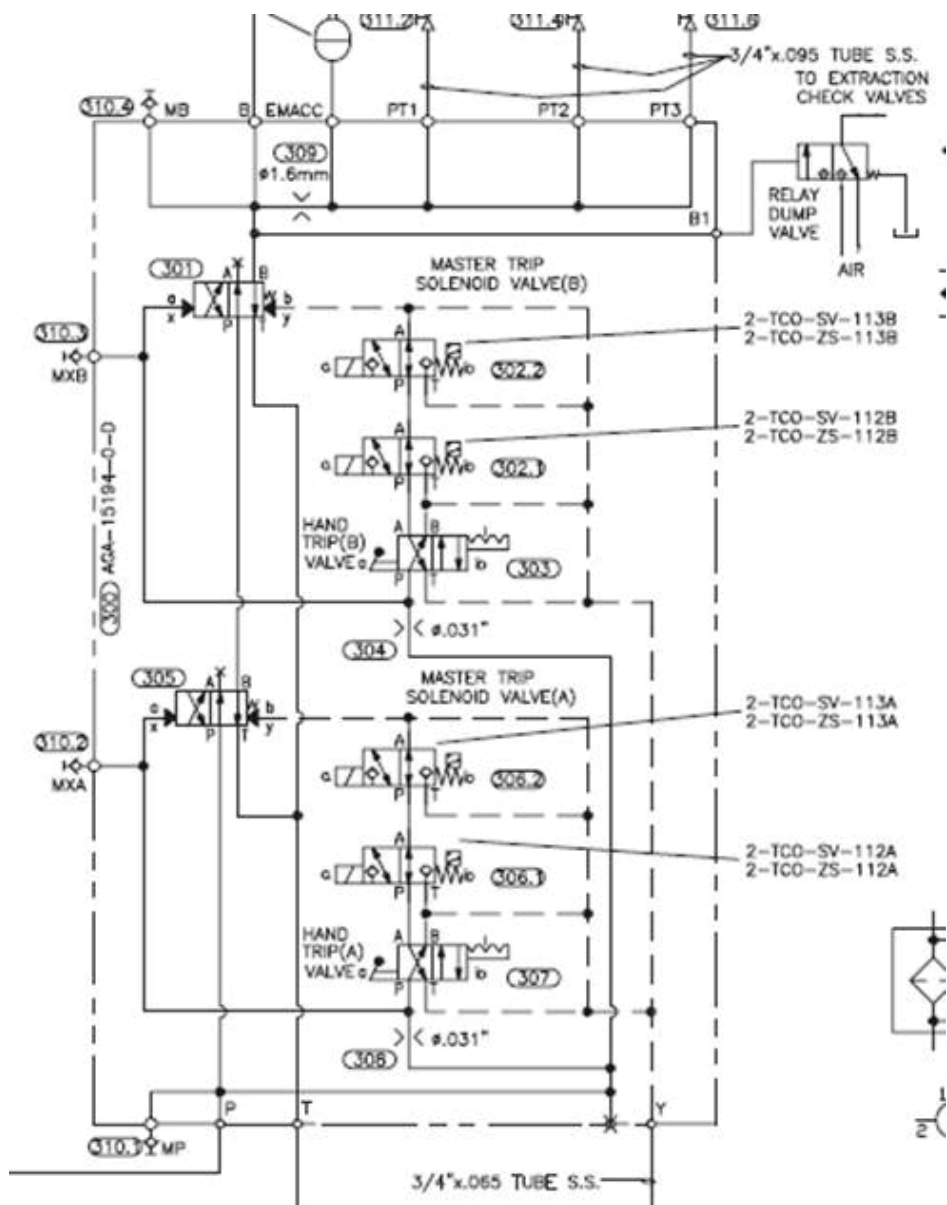 311.2
311.4
311.6
3/4"x.095 TUBE S.S.
TO EXTRACTION
CHECK VALVES
310.4
MB
B
EMACC
PT1
PT2
PT3
309
ø1.6mm
B1
RELAY
DUMP
VALVE
AIR
W
301
A
B
MASTER TRIP
SOLENOID VALVE(B)
a
x
W
b
y
P
T
310.3
MXB
A
2-TCO-SV-113B
2-TCO-ZS-113B
a
b
P
T
302.2
A
2-TCO-SV-112B
2-TCO-ZS-112B
a
b
P
T
302.1
300
AGA-15194-0-D
HAND
TRIP(B)
VALVE
A
B
a
b
P
T
303
304
ø.031"
305
A
B
MASTER TRIP
SOLENOID VALVE(A)
a
x
W
b
y
P
T
310.2
MXA
A
2-TCO-SV-113A
2-TCO-ZS-113A
a
b
P
T
306.2
A
2-TCO-SV-112A
2-TCO-ZS-112A
a
b
P
T
306.1
HAND
TRIP(A)
VALVE
A
B
a
b
P
T
307
308
ø.031"
P
T
Y
310.1
MP
2
3/4"x.065 TUBE S.S.